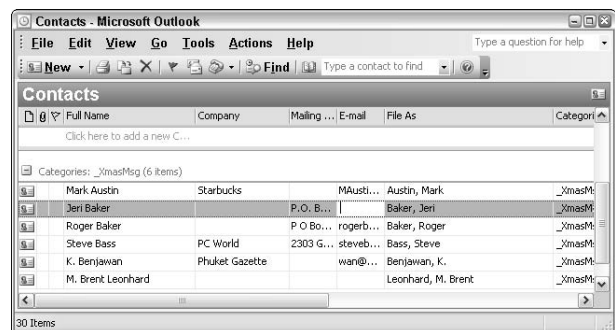 Contacts - Microsoft Outlook
File Edit View Go Tools Actions Help Type a question for help
New Find Type a contact to find
Contacts
Full Name Company Mailing ... E-mail File As Categori
Click here to add a new C...
Categories: _XmasMsg (6 items)
Mark Austin Starbucks MAusti... Austin, Mark _XmasM
Jeri Baker P.O. B... Baker, Jeri _XmasM
Roger Baker P O Bo... rogerb... Baker, Roger _XmasM
Steve Bass PC World 2303 G... steveb... Bass, Steve _XmasM
K. Benjawan Phuket Gazette wan@... Benjawan, K. _XmasM
M. Brent Leonhard Leonhard, M. Brent _XmasM
30 Items